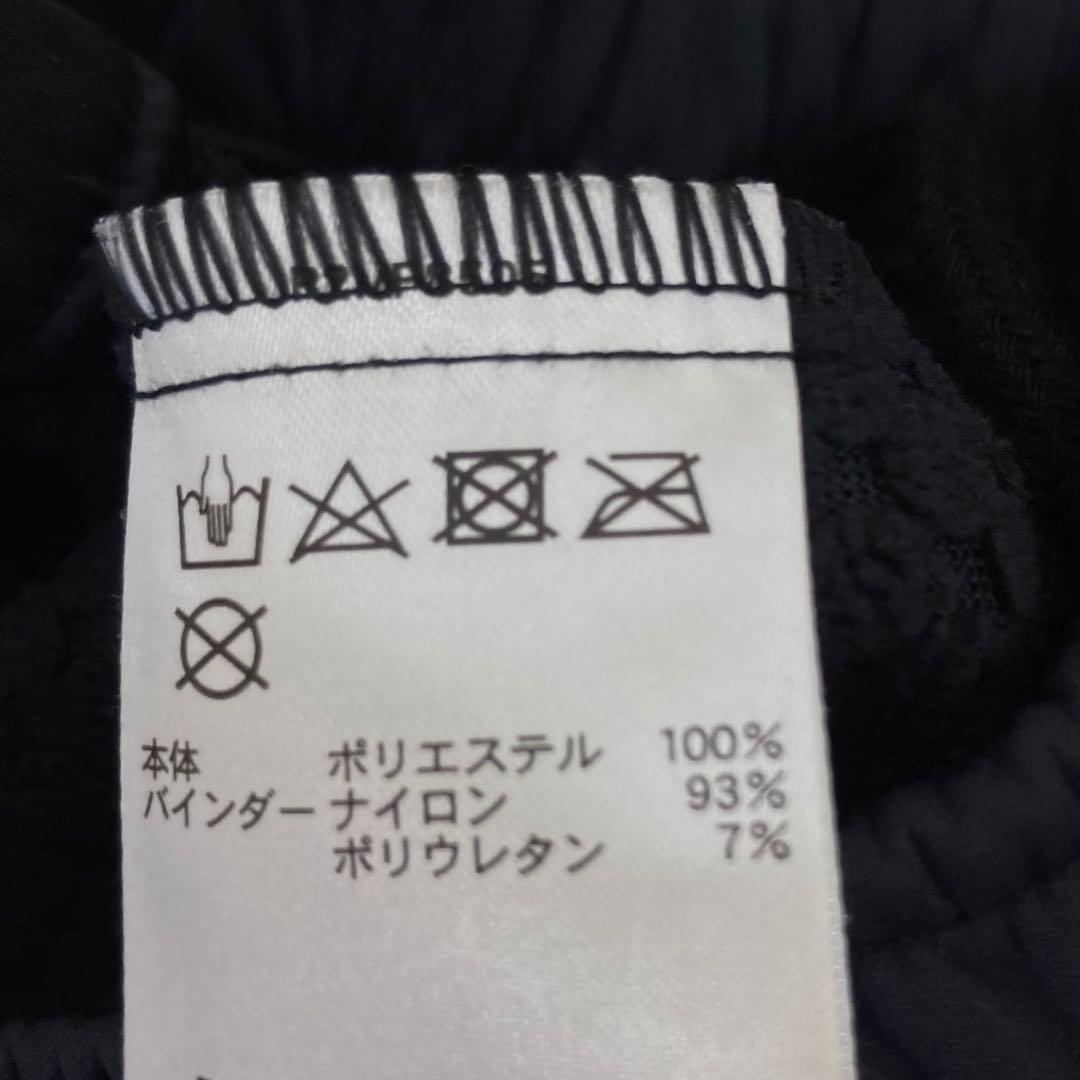 本体 ポリエステル 100%
バインダー ナイロン 93%
ポリウレタン 7%